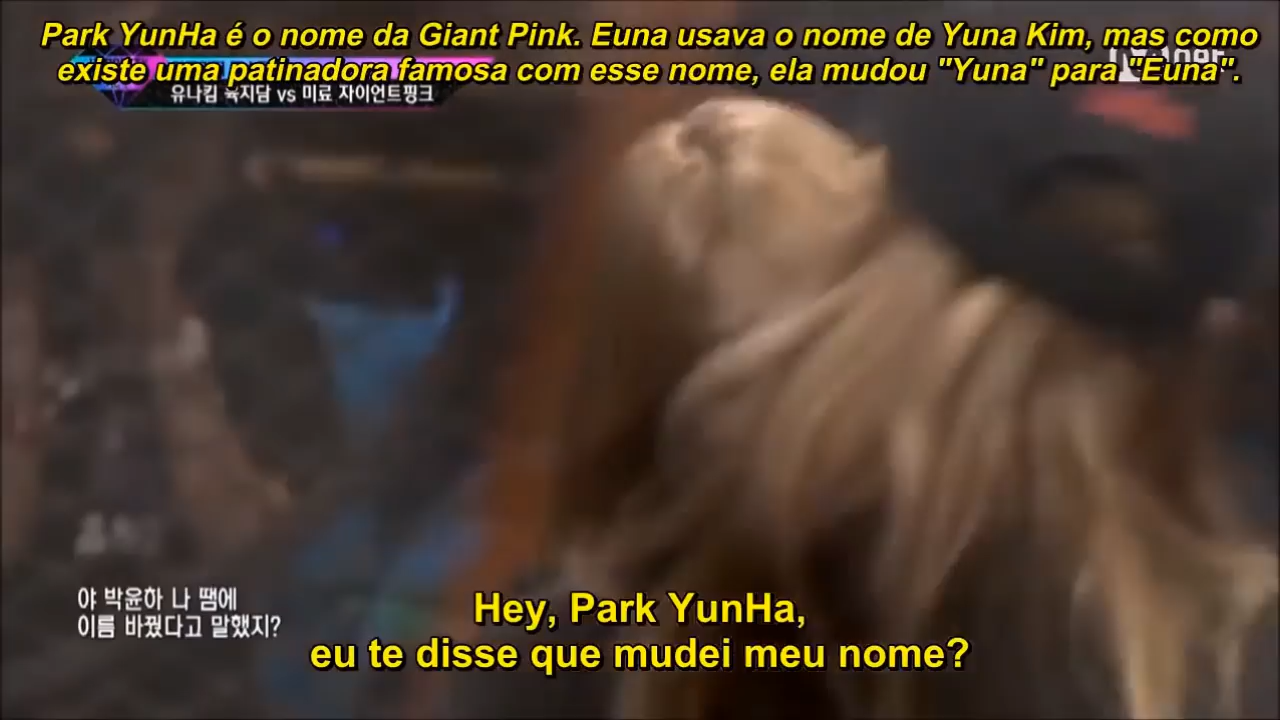 Park YunHa é o nome da Giant Pink. Euna usava o nome de Yuna Kim, mas como
existe uma patinadora famosa com esse nome, ela mudou "Yuna" para "Euna".
유나킴 육지담 vs 미료 자이언트핑크
야 박윤하 나 땜에
이름 바꿨다고 말했지?
Hey, Park YunHa,
eu te disse que mudei meu nome?